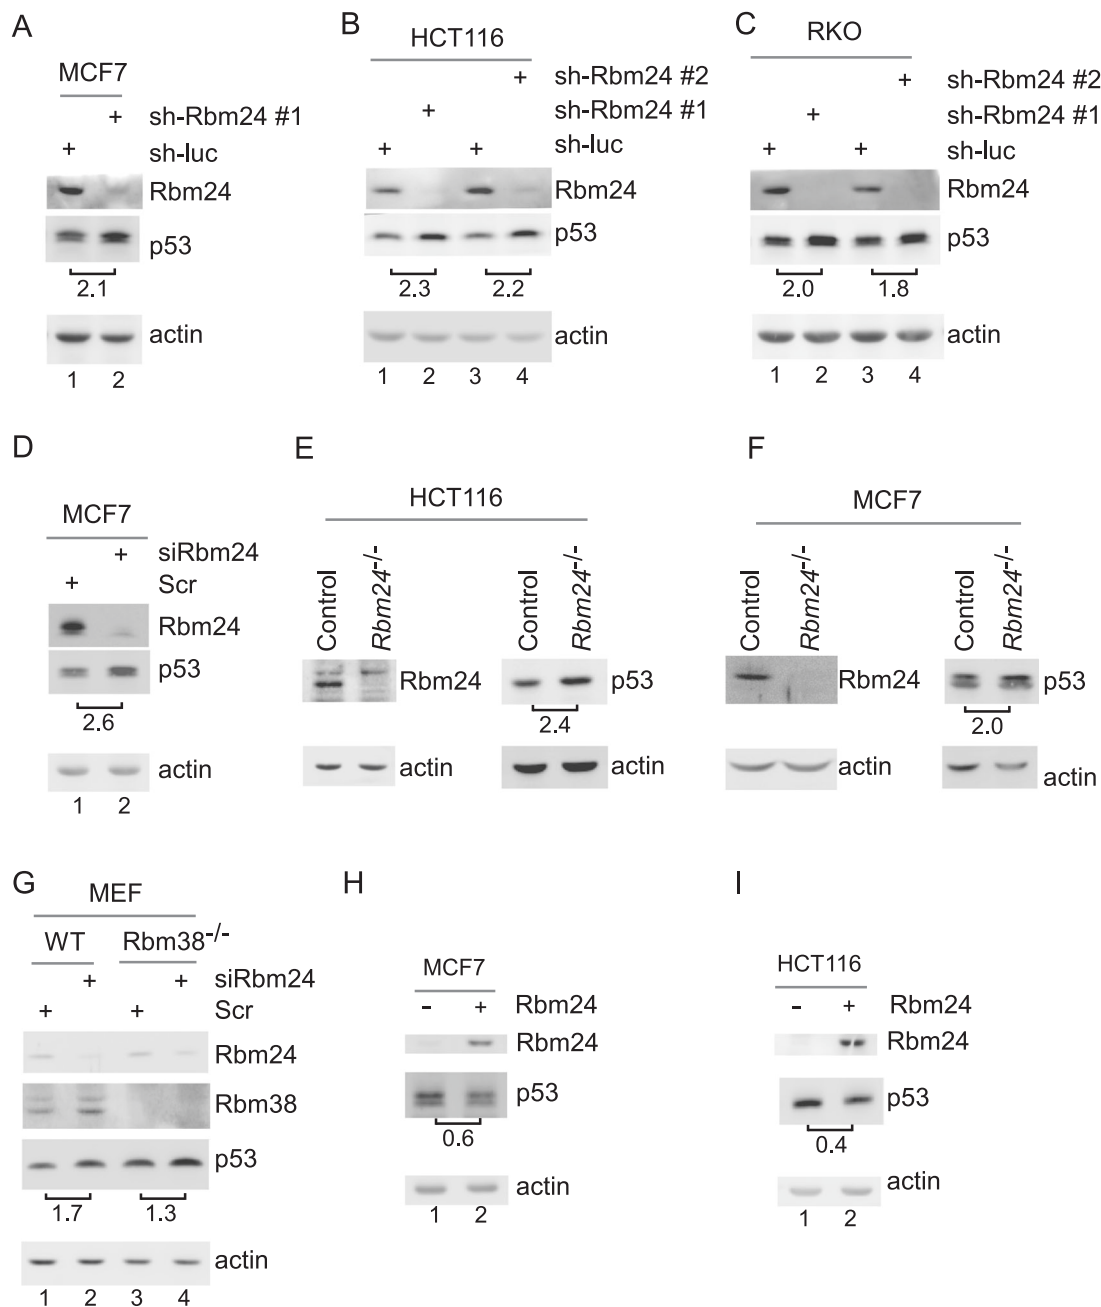 A
MCF7
+ sh-Rbm24 #1
+ sh-luc
Rbm24
p53
2.1
actin
1 2
B
HCT116
+ sh-Rbm24 #2
+ sh-Rbm24 #1
+ + sh-luc
Rbm24
p53
2.3 2.2
actin
1 2 3 4
C
RKO
+ sh-Rbm24 #2
+ sh-Rbm24 #1
+ + sh-luc
Rbm24
p53
2.0 1.8
actin
1 2 3 4
D
MCF7
+ siRbm24
+ Scr
Rbm24
p53
2.6
actin
1 2
E
HCT116
Control Rbm24-/- Control Rbm24-/-
Rbm24 p53
2.4
actin actin
F
MCF7
Control Rbm24-/- Control Rbm24-/-
Rbm24 p53
2.0
actin actin
G
MEF
WT Rbm38-/-
+ + siRbm24
+ + Scr
Rbm24
Rbm38
p53
1.7 1.3
actin
1 2 3 4
H
MCF7
- + Rbm24
Rbm24
p53
0.6
actin
1 2
I
HCT116
- + Rbm24
Rbm24
p53
0.4
actin
1 2